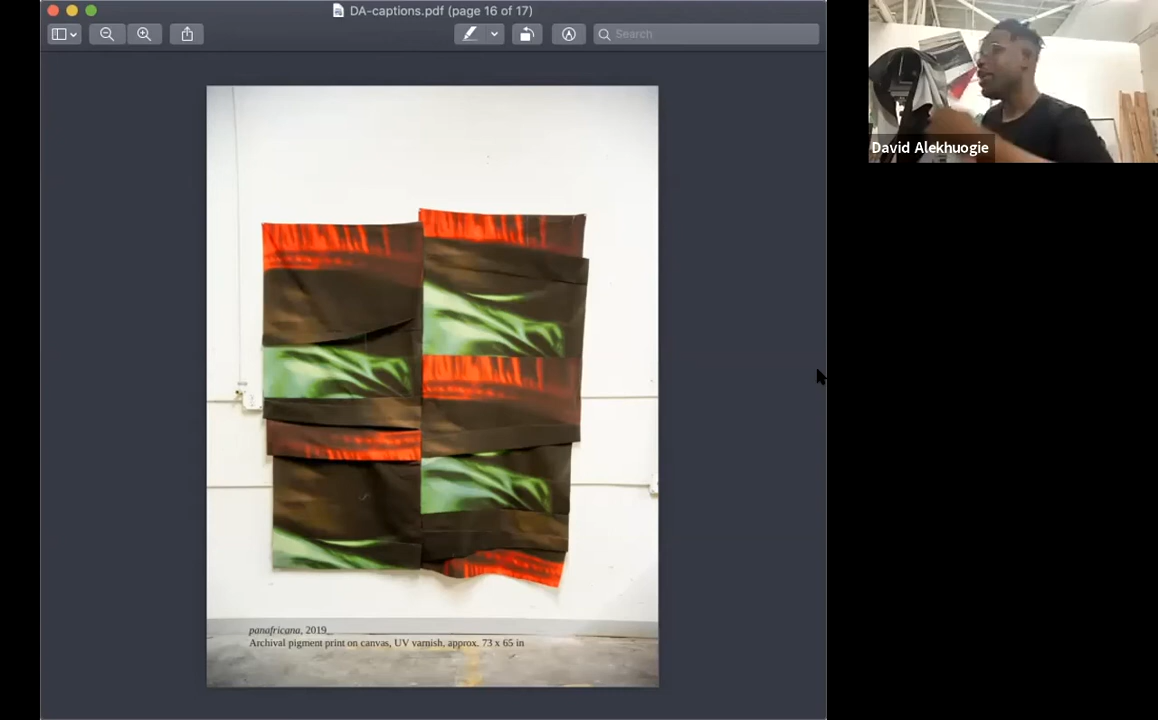 DA-captions.pdf (page 16 of 17)
Search
David Alekhuogie
panafricana, 2019_
Archival pigment print on canvas, UV varnish, approx. 73 x 65 in